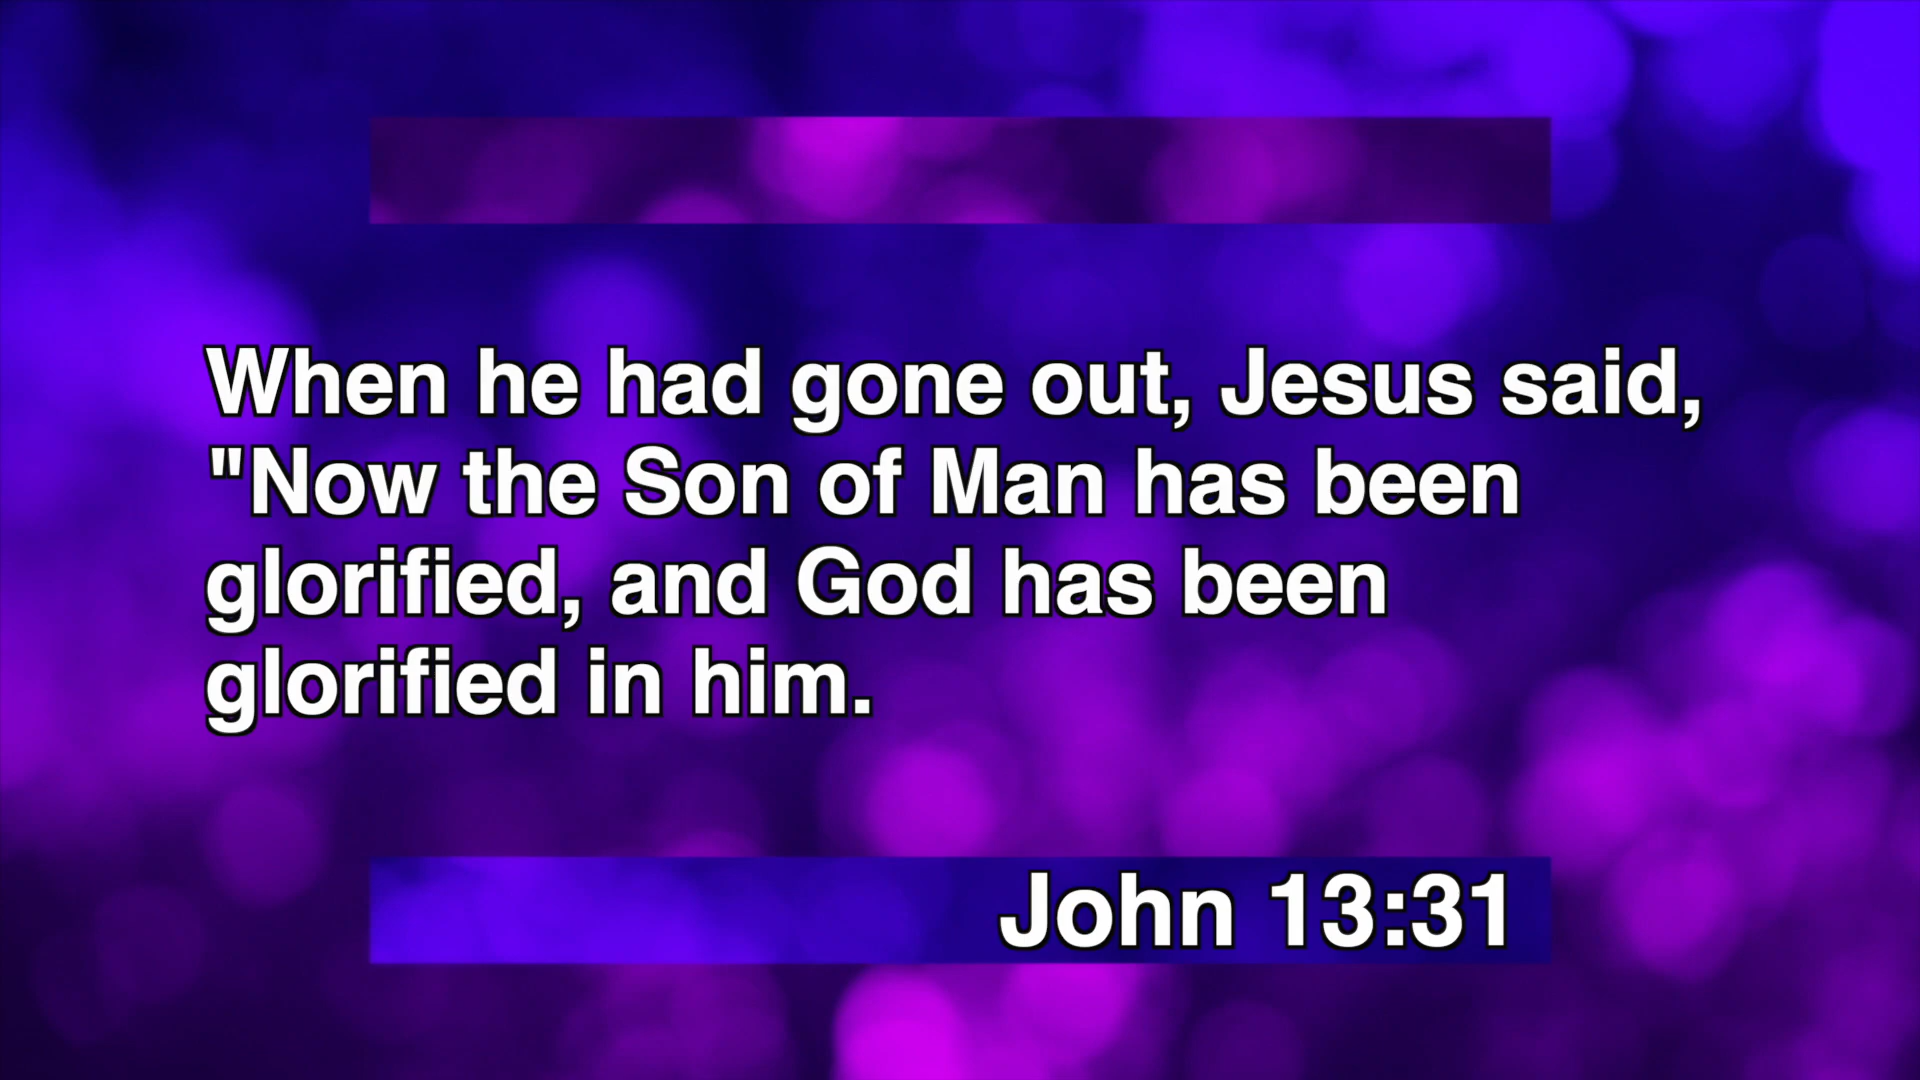 When he had gone out, Jesus said,
"Now the Son of Man has been
glorified, and God has been
glorified in him.
John 13:31